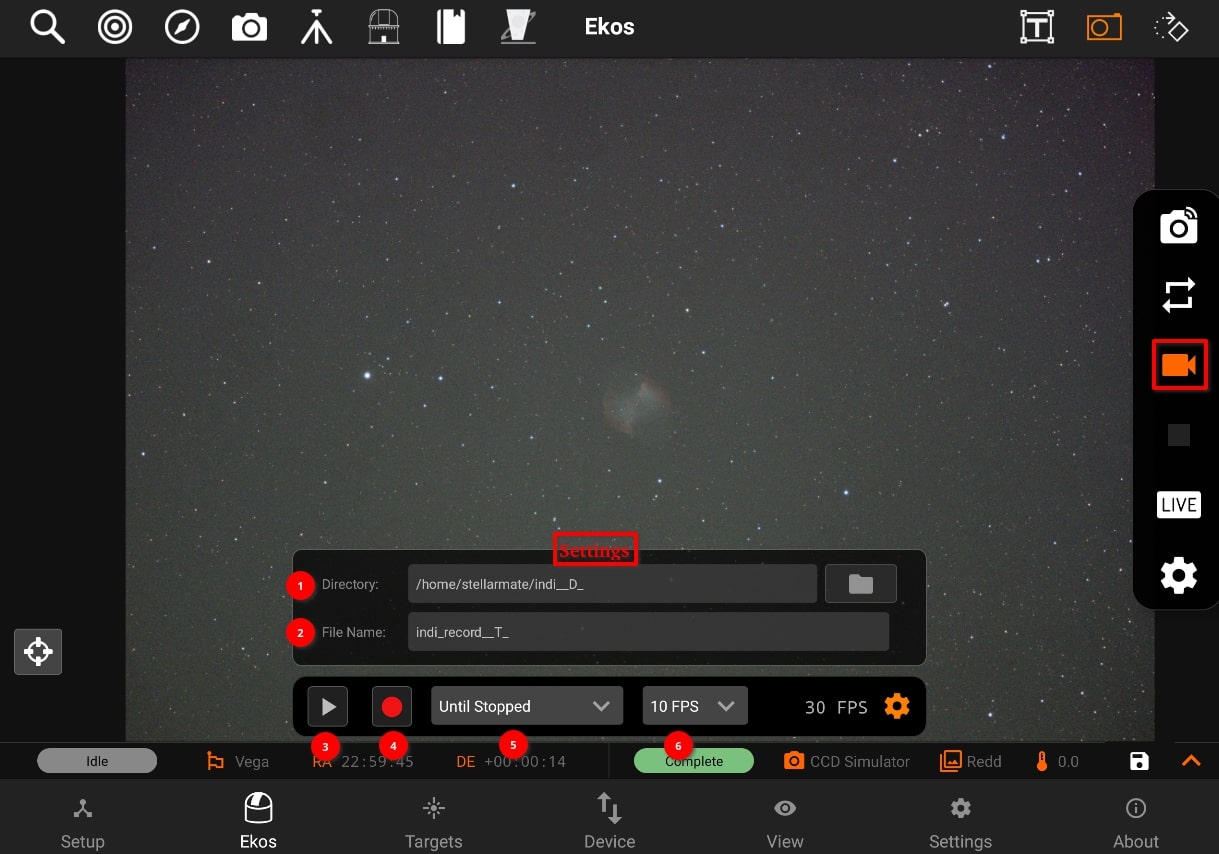 T
Ekos
LIVE
Settings
1 Directory: /home/stellarmate/indi__D_
2 File Name: indi_record__T_
Until Stopped 10 FPS 30 FPS
3 4 5 6
Idle Vega RA 22:59:45 DE +00:00:14 Complete CCD Simulator Redd 0.0
Setup Ekos Targets Device View Settings About